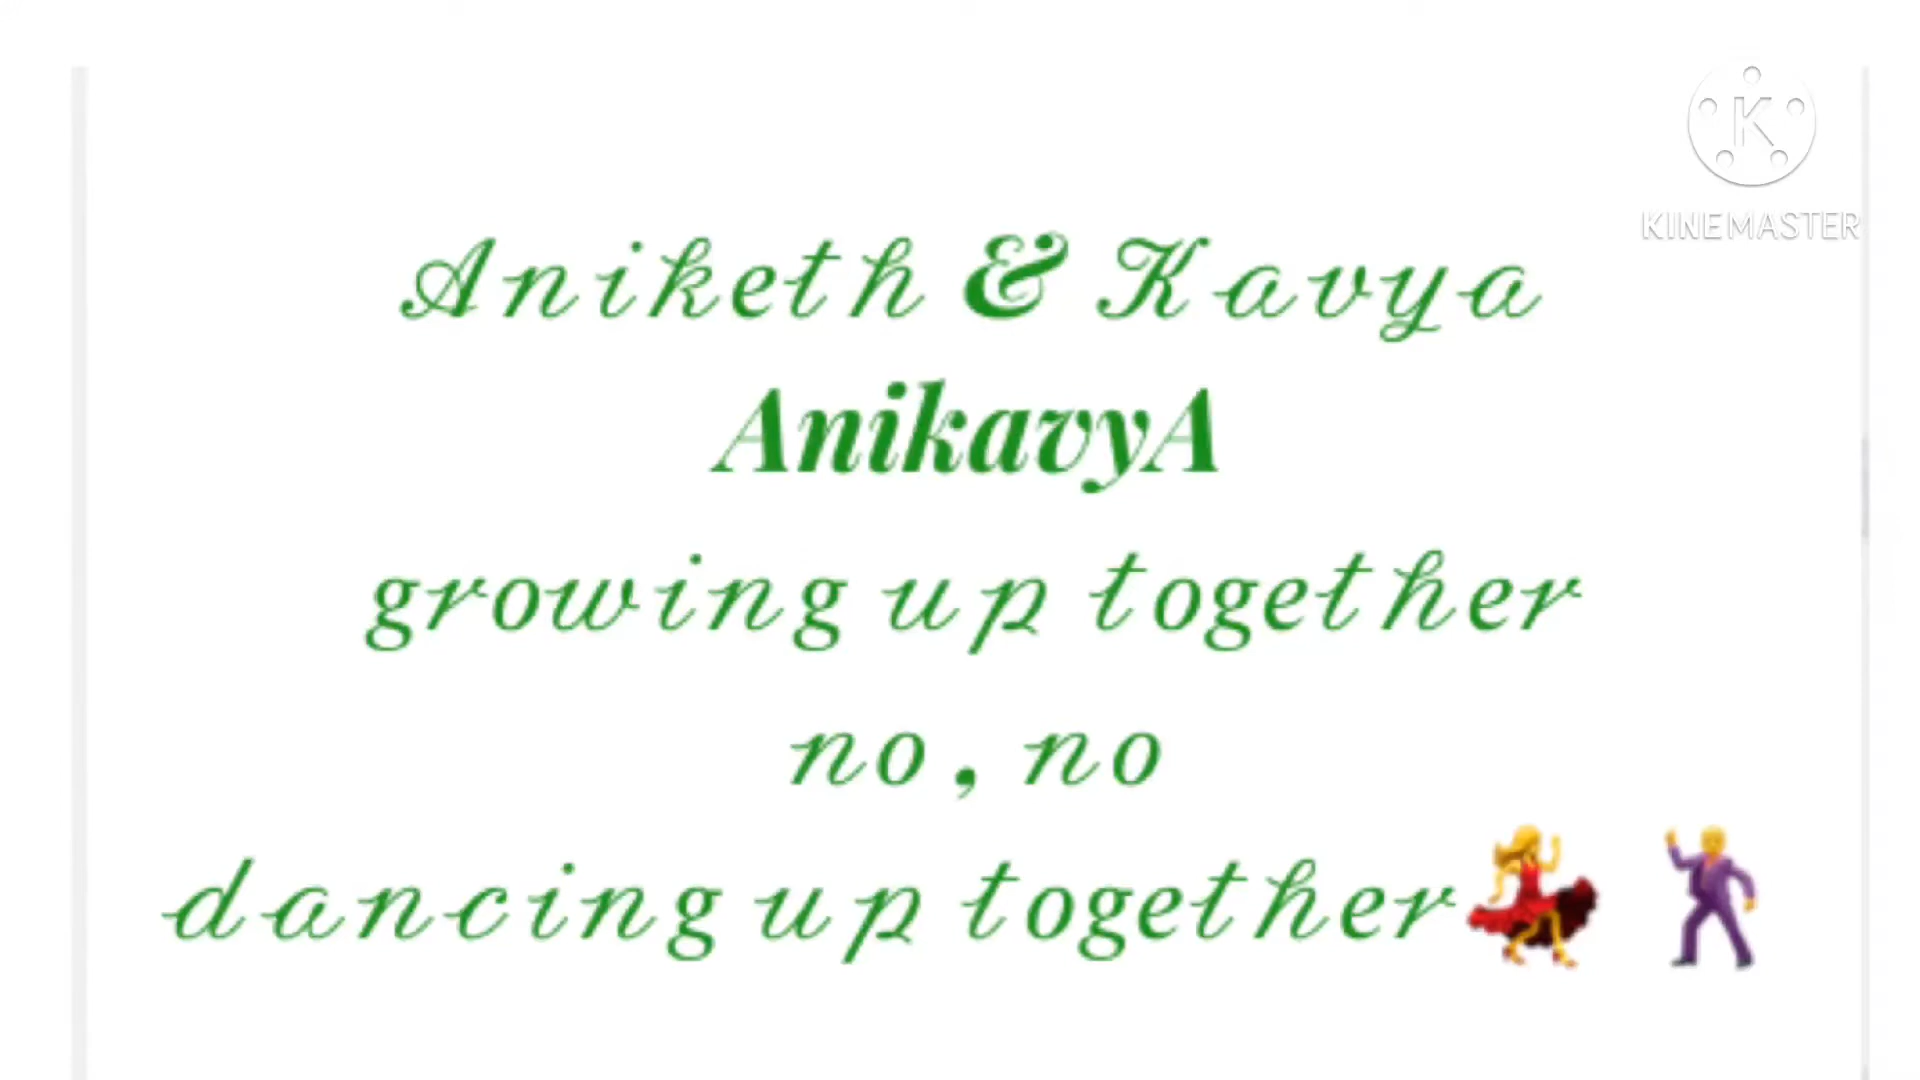 K
KINEMASTER
Aniketh & Kavya
AnikavyA
growing up together
no, no
dancing up together💃 🕺